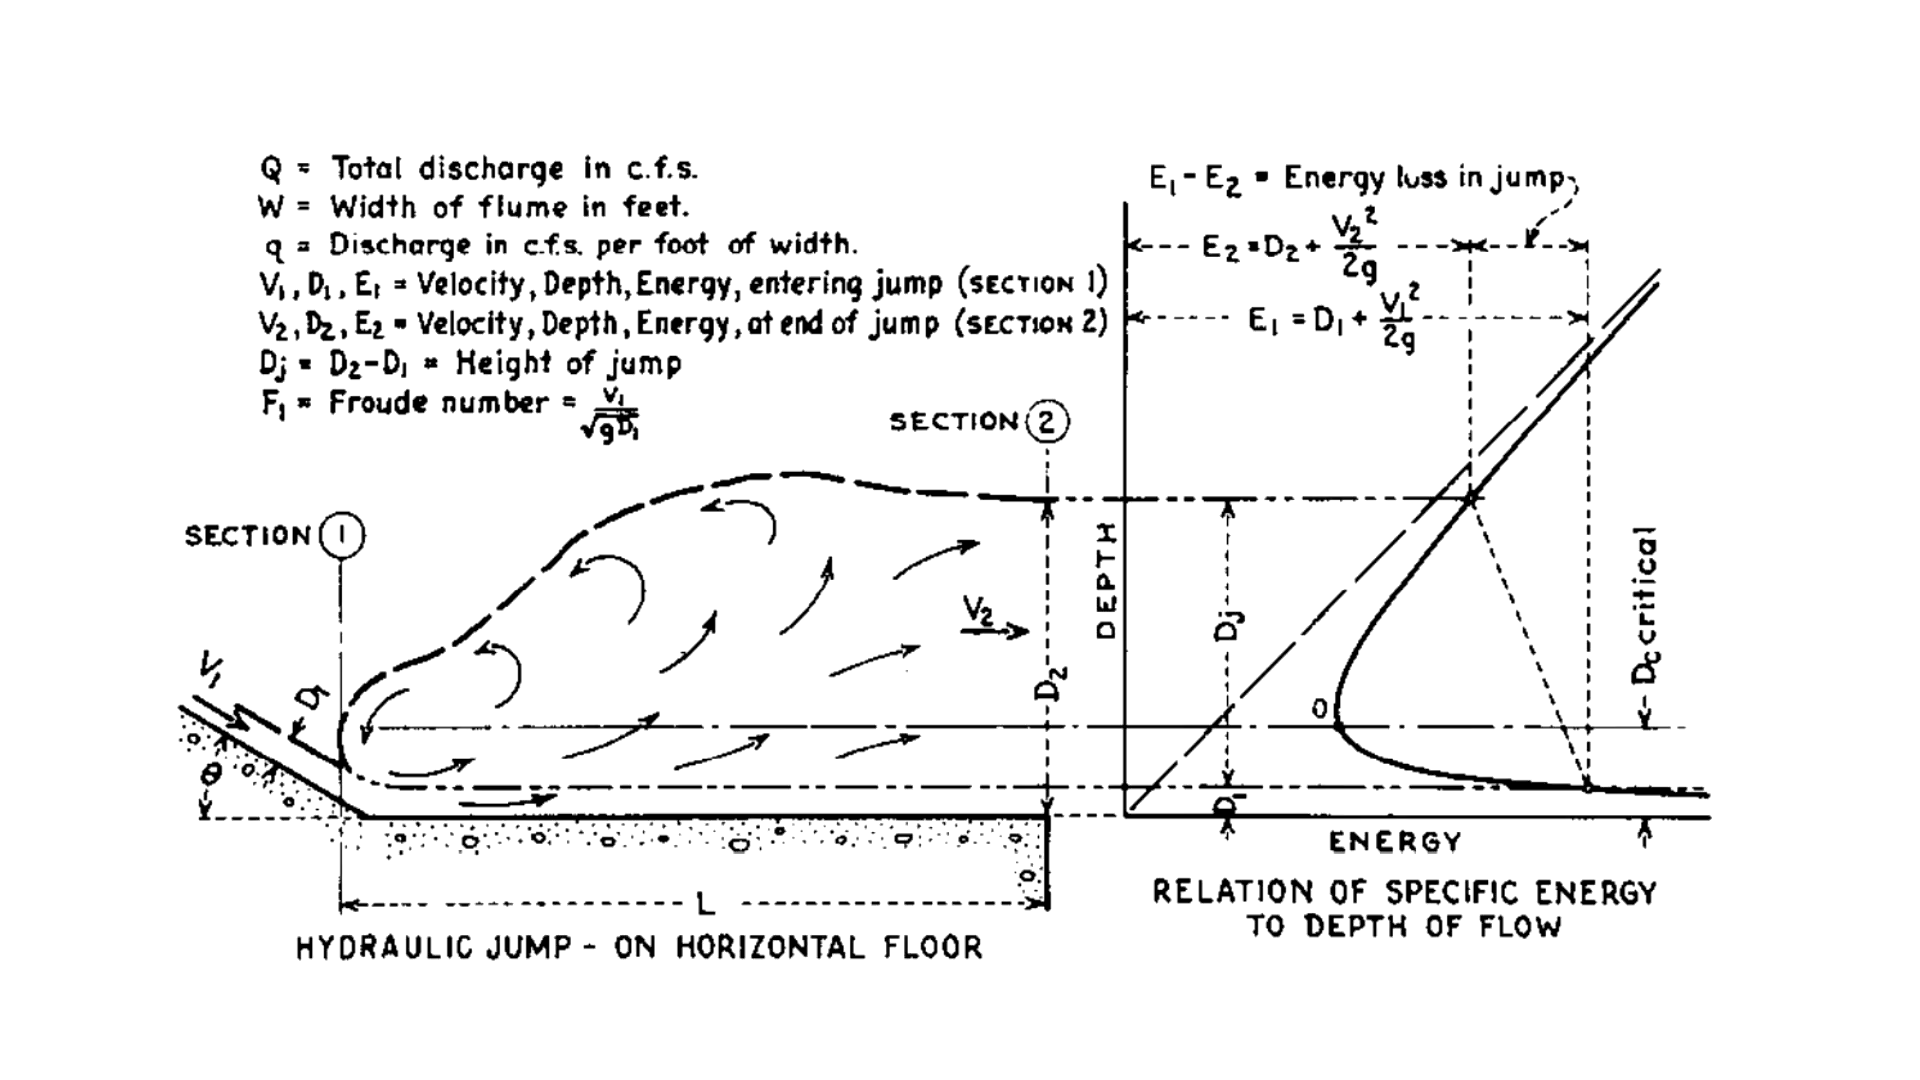 Q = Total discharge in c.f.s.
W = Width of flume in feet.
q = Discharge in c.f.s. per foot of width.
V₁, D₁, E₁ = Velocity, Depth, Energy, entering jump (SECTION 1)
V₂, D₂, E₂ = Velocity, Depth, Energy, at end of jump (SECTION 2)
Dj = D₂-D₁ = Height of jump
F₁ = Froude number = V₁/√gD₁
SECTION 2
SECTION 1
V₁
D₁
θ
V₂
D₂
L
HYDRAULIC JUMP - ON HORIZONTAL FLOOR
E₁ - E₂ = Energy loss in jump
E₂ = D₂ + V₂²/2g
E₁ = D₁ + V₁²/2g
DEPTH
Dj
D₁
O
Dc critical
ENERGY
RELATION OF SPECIFIC ENERGY
TO DEPTH OF FLOW